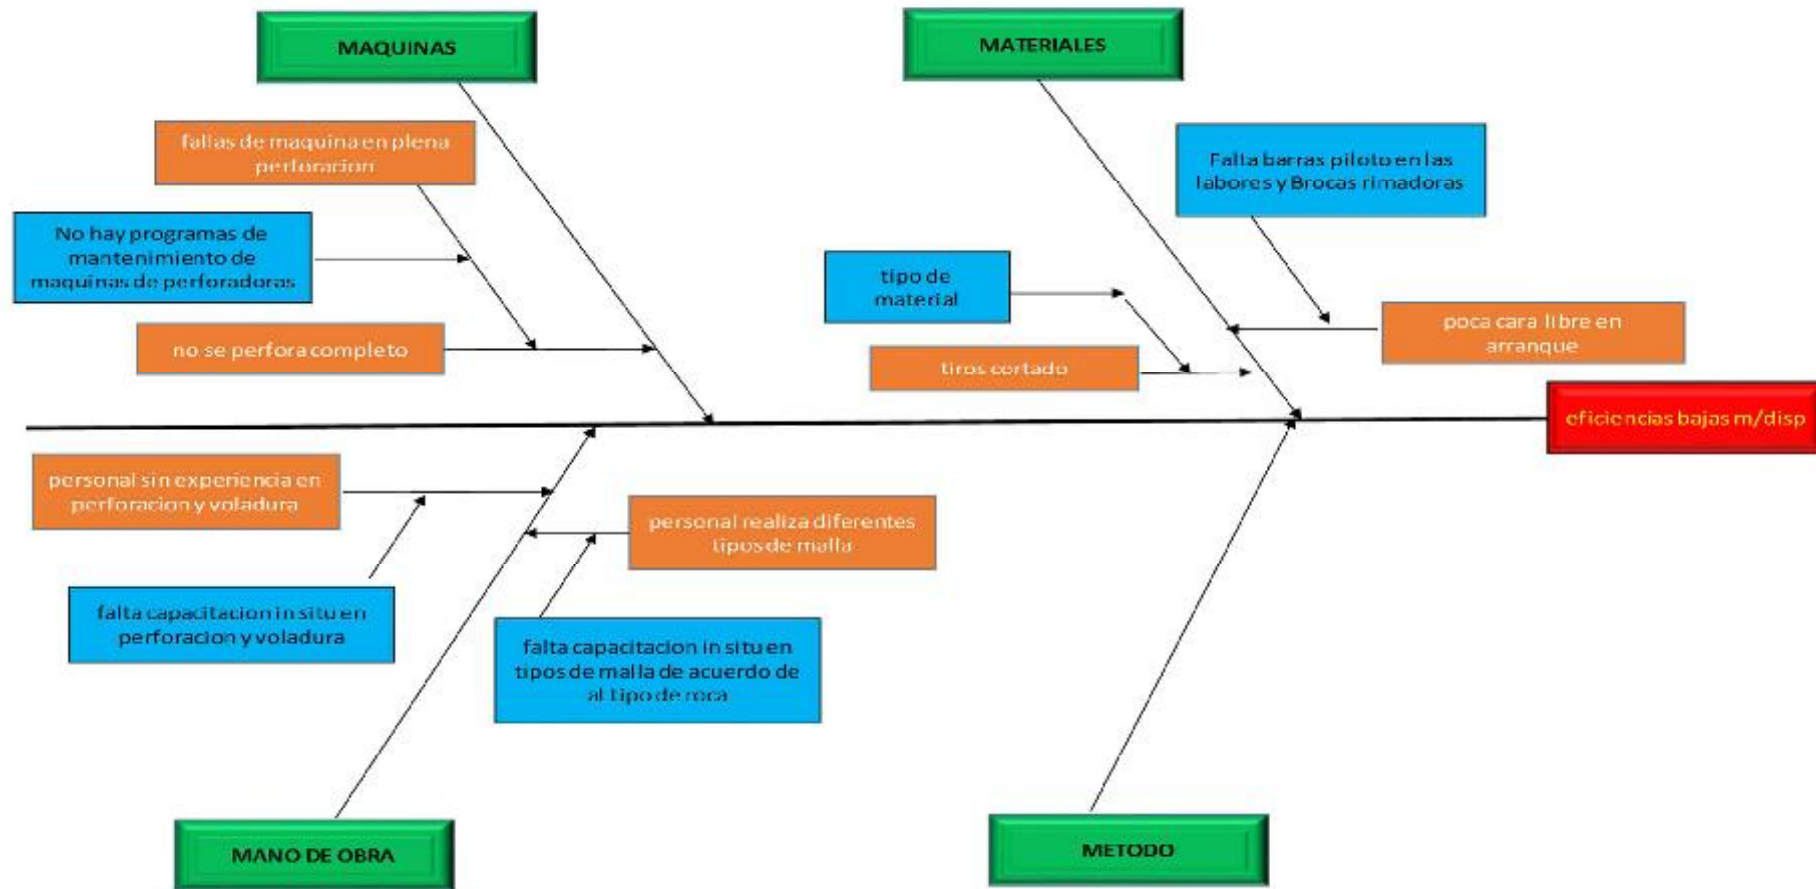 MAQUINAS
MATERIALES
fallas de maquina en plena
perforacion
Falta barras piloto en las
labores y Brocas rimadoras
No hay programas de
mantenimiento de
maquinas de perforadoras
tipo de
material
no se perfora completo
poca cara libre en
arranque
tiros cortado
eficiencias bajas m/disp
personal sin experiencia en
perforacion y voladura
personal realiza diferentes
tipos de malla
falta capacitacion in situ en
perforacion y voladura
falta capacitacion in situ en
tipos de malla de acuerdo de
al tipo de roca
MANO DE OBRA
METODO